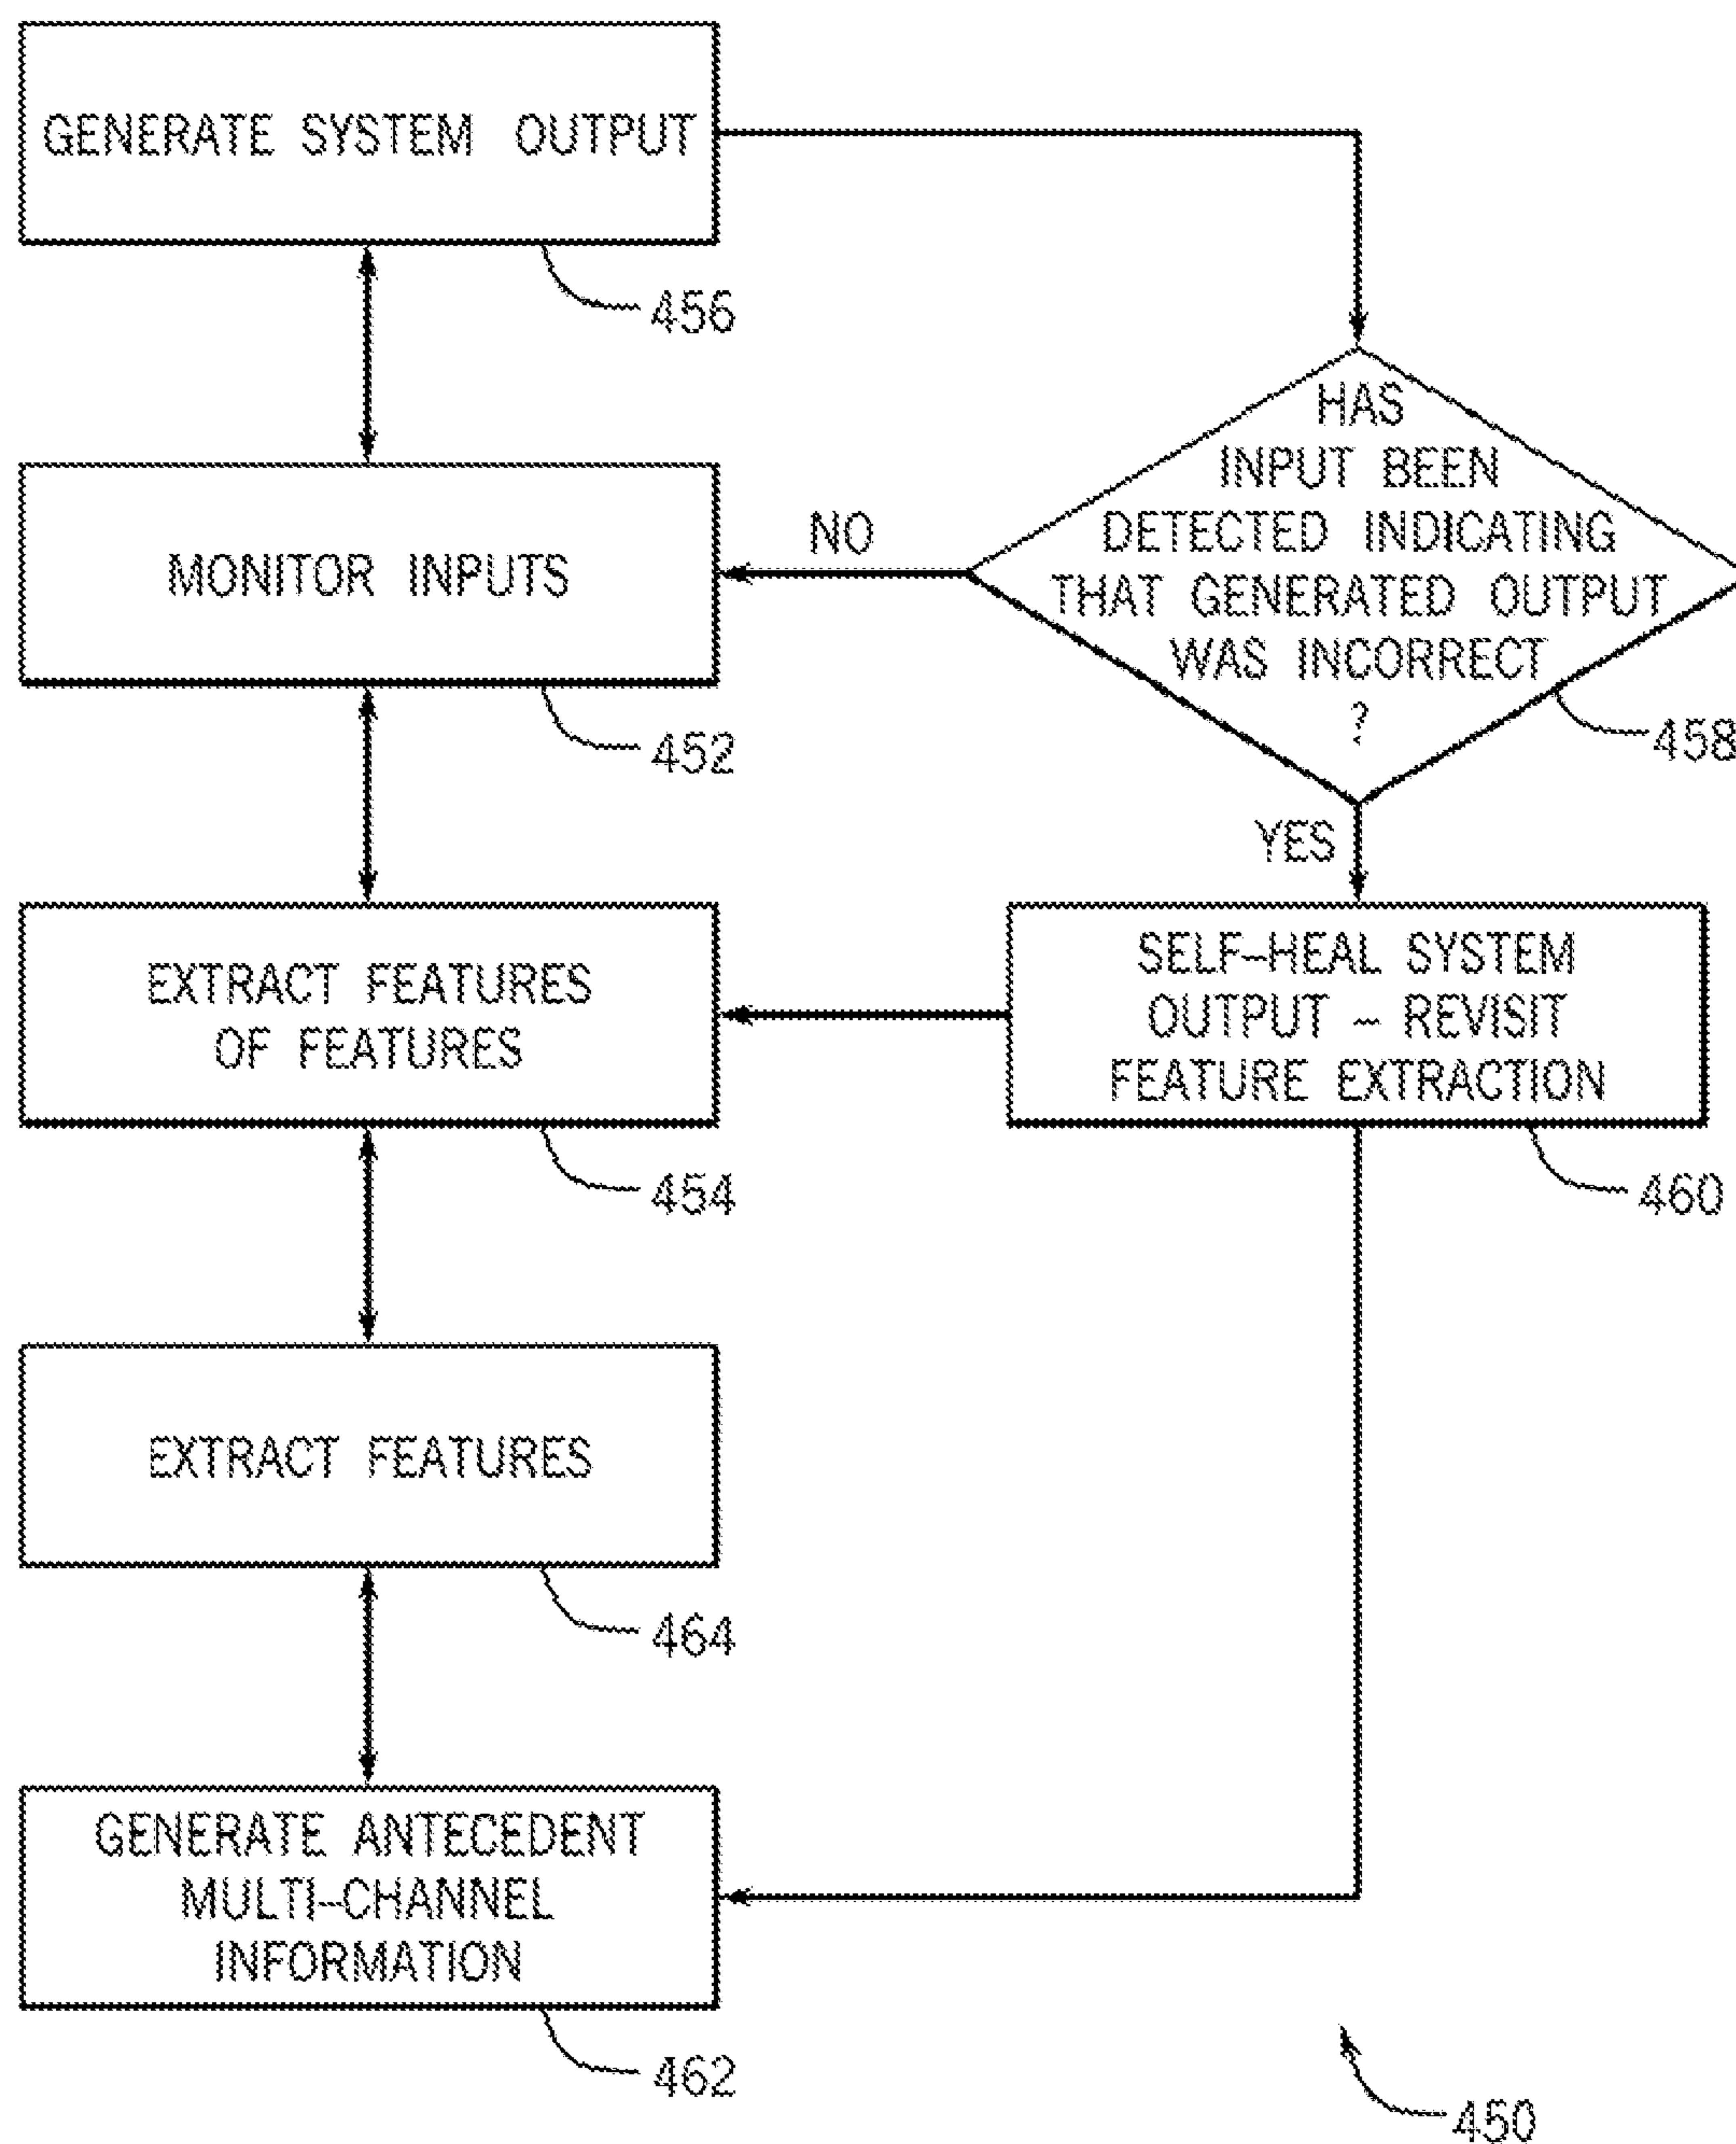 GENERATE SYSTEM OUTPUT
456
HAS
INPUT BEEN
DETECTED INDICATING
THAT GENERATED OUTPUT
WAS INCORRECT
?
458
NO
MONITOR INPUTS
452
YES
EXTRACT FEATURES
OF FEATURES
454
SELF-HEAL SYSTEM
OUTPUT - REVISIT
FEATURE EXTRACTION
460
EXTRACT FEATURES
464
GENERATE ANTECEDENT
MULTI-CHANNEL
INFORMATION
462
450